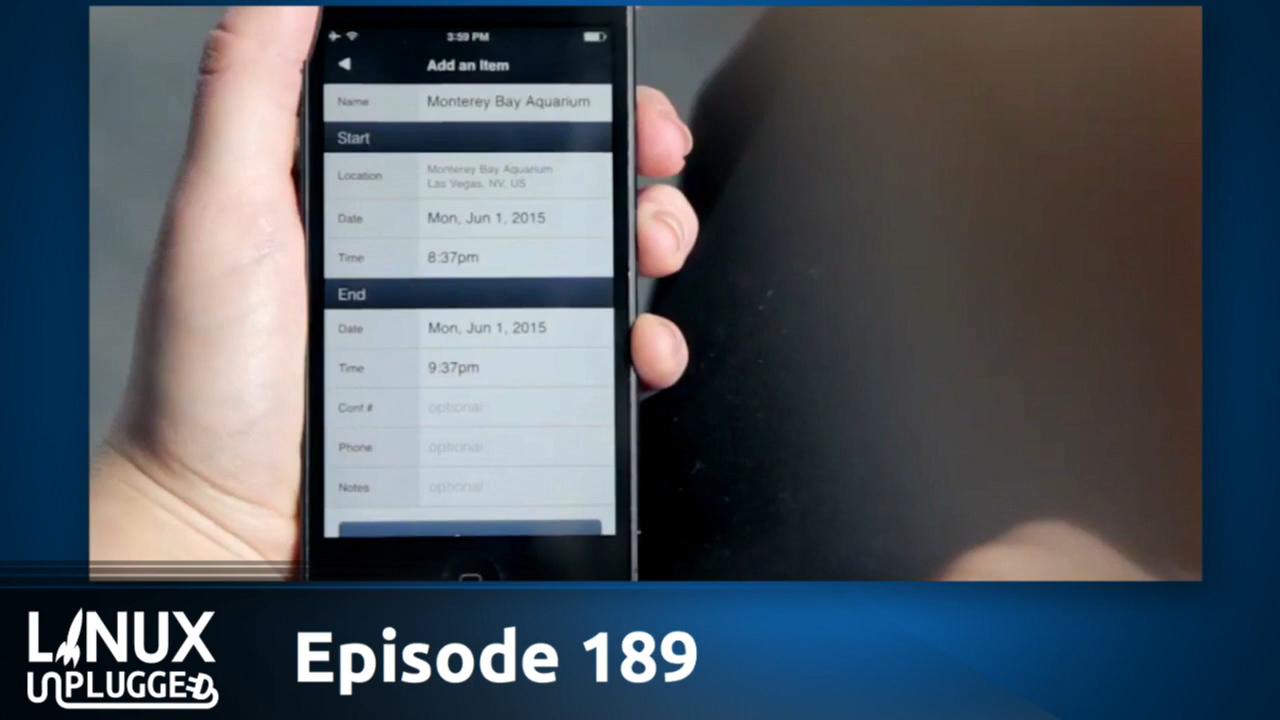 3:59 PM
Add an Item
Name Monterey Bay Aquarium
Start
Location Monterey Bay Aquarium
Las Vegas, NV, US
Date Mon, Jun 1, 2015
Time 8:37pm
End
Date Mon, Jun 1, 2015
Time 9:37pm
Conf # optional
Phone optional
Notes optional
LINUX
UNPLUGGED
Episode 189